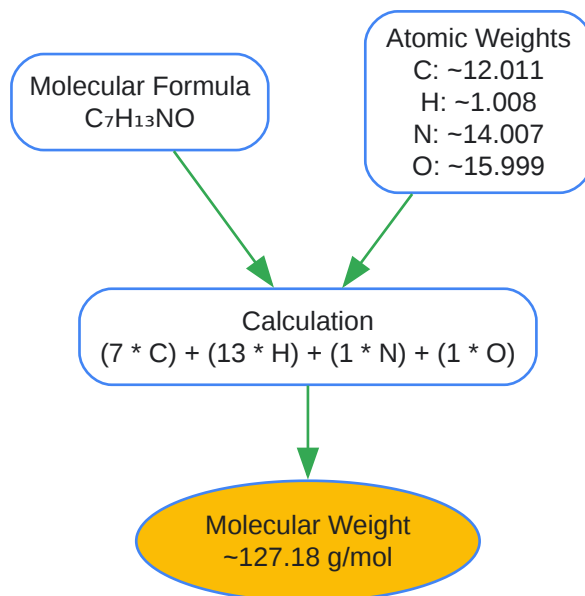 Molecular Formula
C₇H₁₃NO
Atomic Weights
C: ~12.011
H: ~1.008
N: ~14.007
O: ~15.999
Calculation
(7 * C) + (13 * H) + (1 * N) + (1 * O)
Molecular Weight
~127.18 g/mol